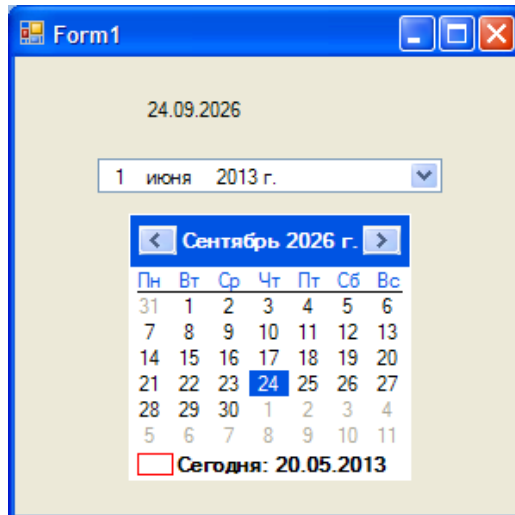 Form1
24.09.2026
1 июня 2013 г.
Сентябрь 2026 г.
Пн Вт Ср Чт Пт Сб Вс
31 1 2 3 4 5 6
7 8 9 10 11 12 13
14 15 16 17 18 19 20
21 22 23 24 25 26 27
28 29 30 1 2 3 4
5 6 7 8 9 10 11
Сегодня: 20.05.2013